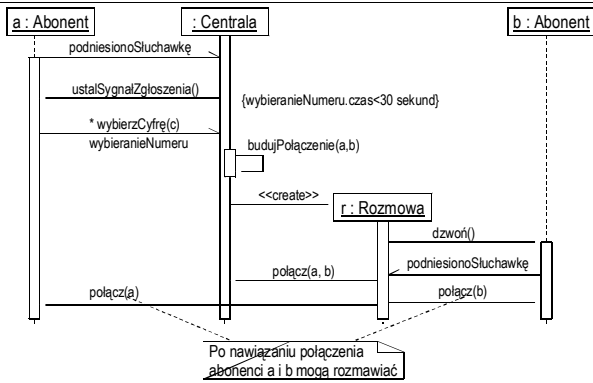 a : Abonent
: Centrala
b : Abonent
podniesionoSłuchawkę
ustalSygnałZgłoszenia()
{wybieranieNumeru.czas<30 sekund}
* wybierzCyfrę(c)
wybieranieNumeru
budujPołączenie(a,b)
<<create>>
r : Rozmowa
dzwoń()
podniesionoSłuchawkę
połącz(a, b)
połącz(a)
połącz(b)
Po nawiązaniu połączenia
abonenci a i b mogą rozmawiać